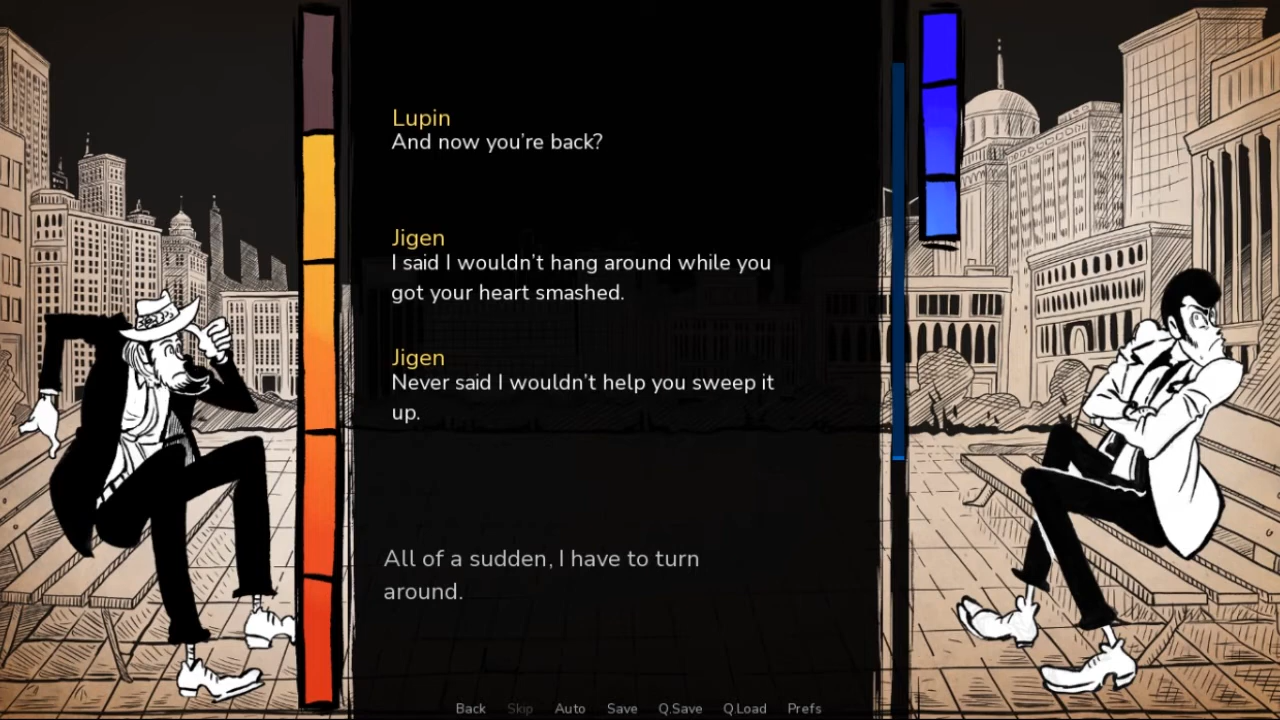 Lupin
And now you're back?
Jigen
I said I wouldn't hang around while you
got your heart smashed.
Jigen
Never said I wouldn't help you sweep it
up.
All of a sudden, I have to turn
around.
Back Skip Auto Save Q.Save Q.Load Prefs